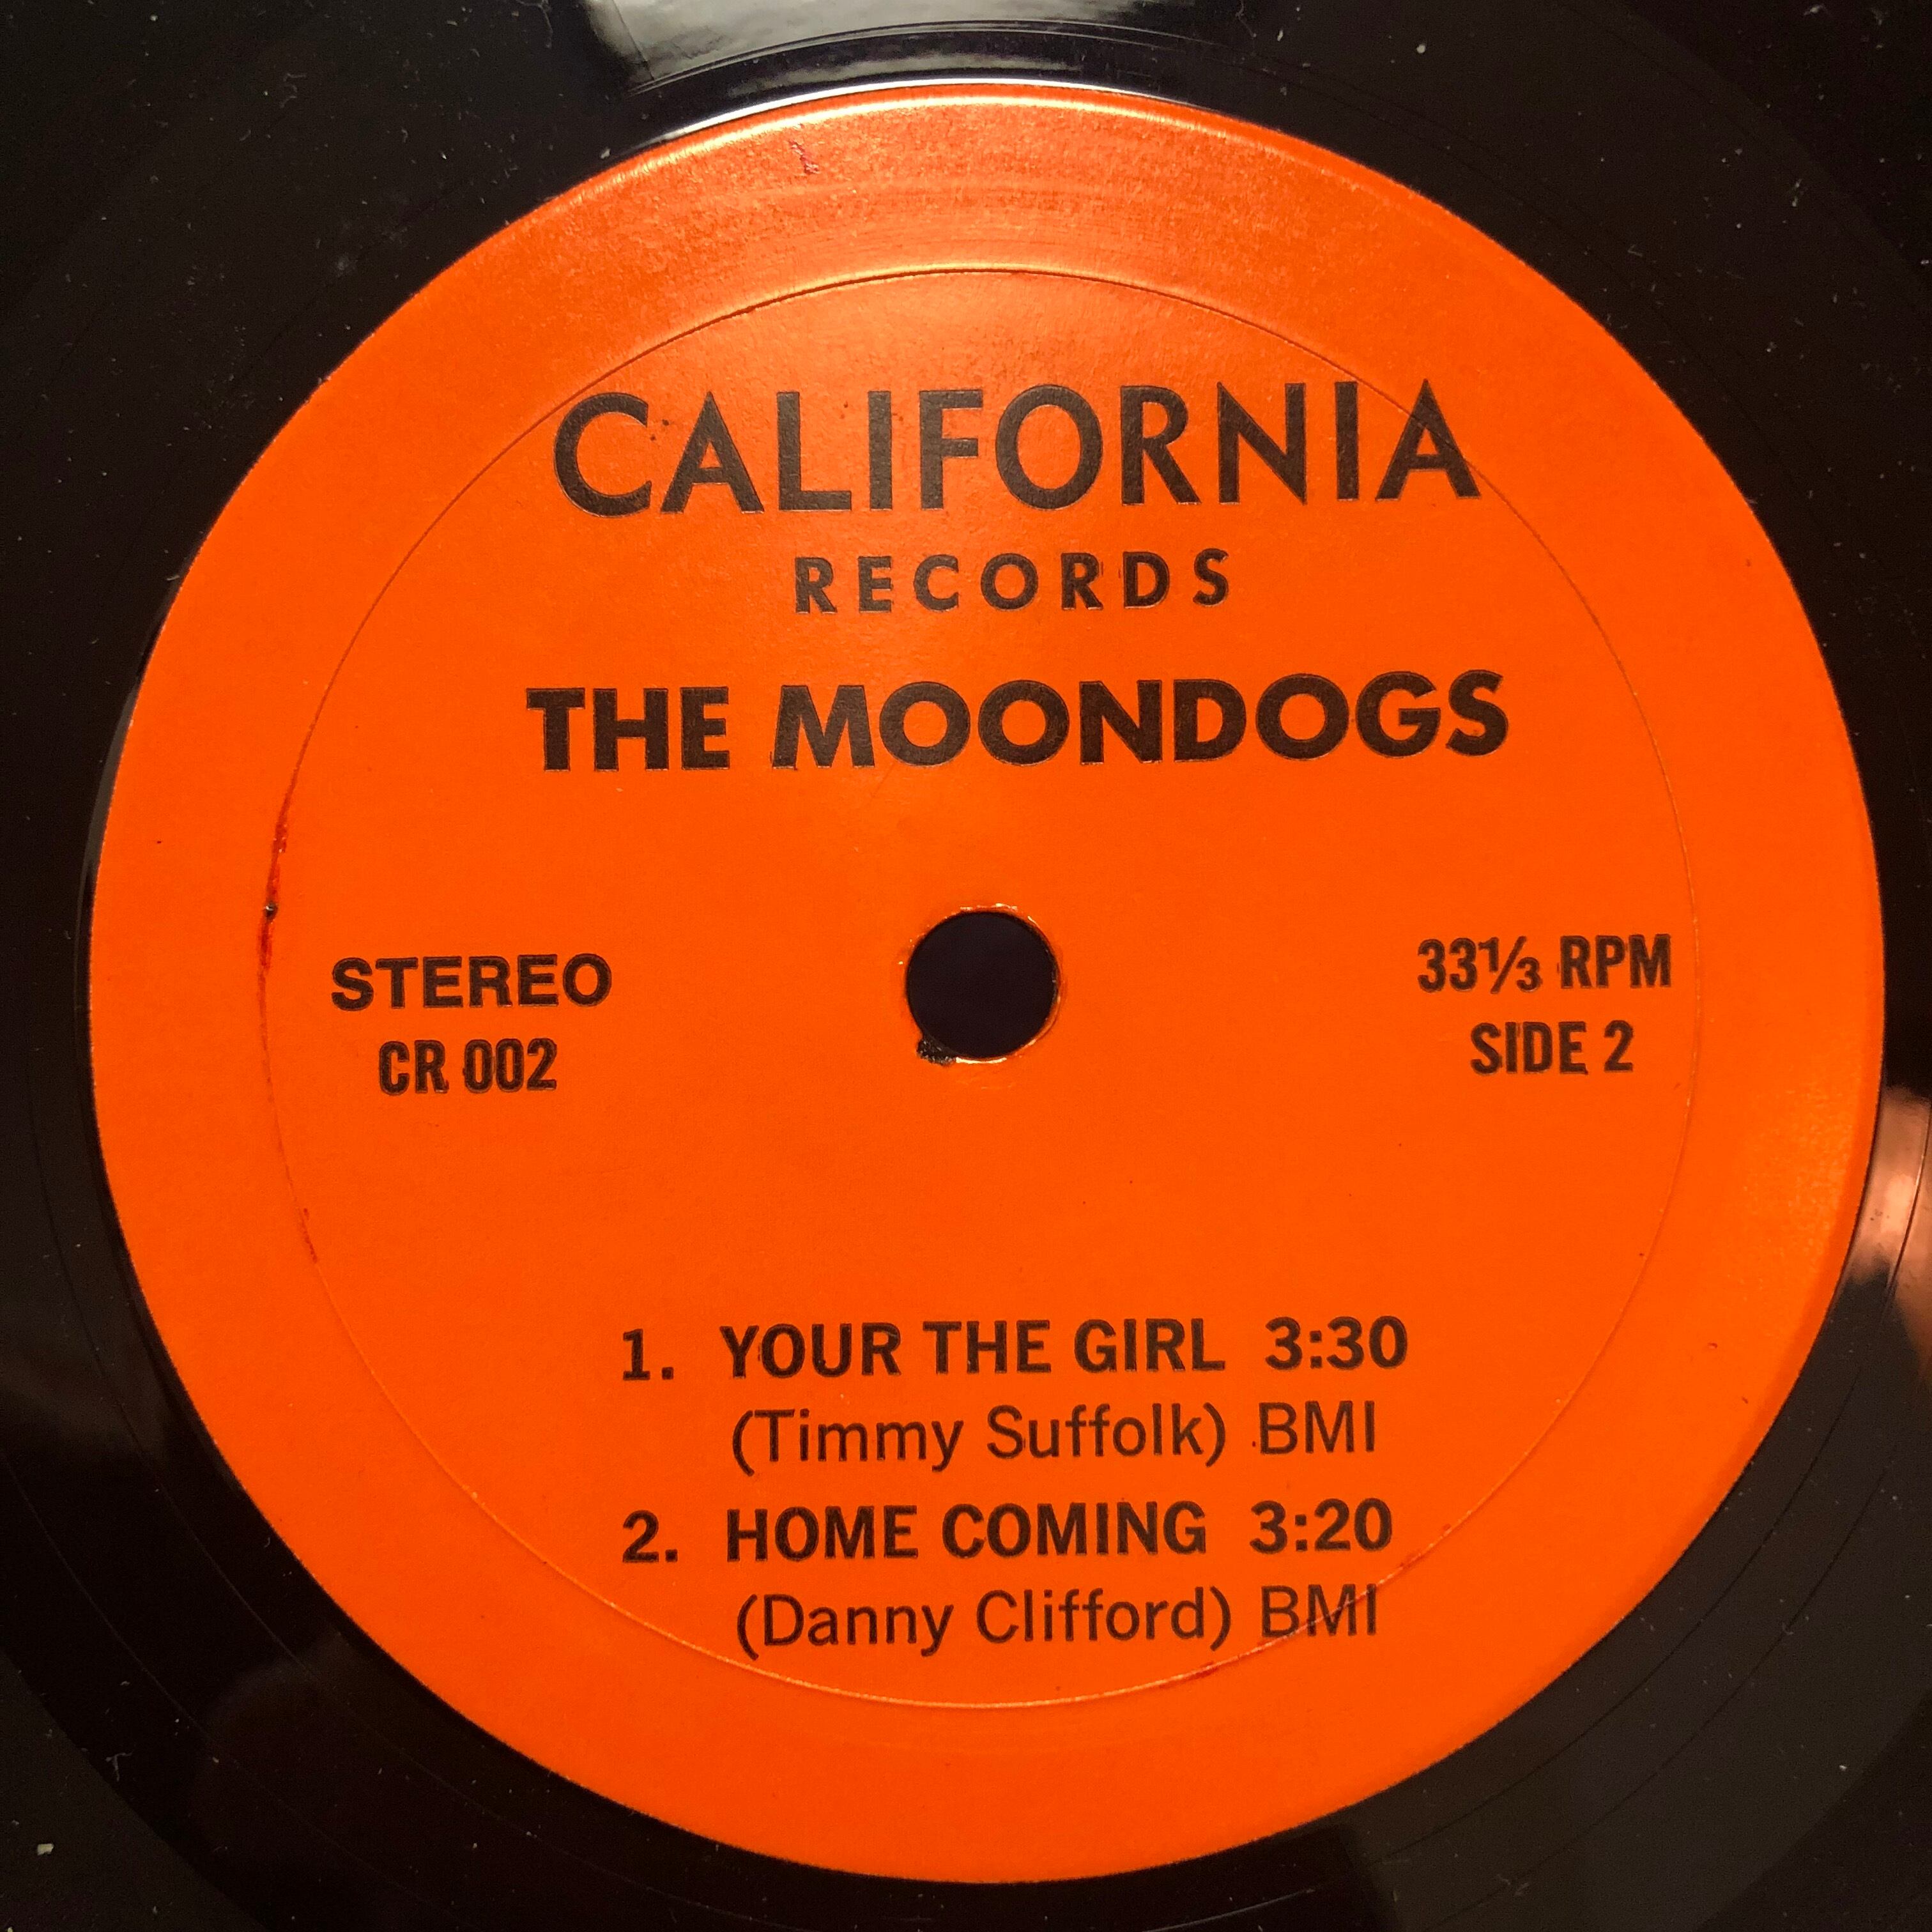 CALIFORNIA
RECORDS
THE MOONDOGS
STEREO
CR 002
33⅓ RPM
SIDE 2
1. YOUR THE GIRL 3:30
(Timmy Suffolk) BMI
2. HOME COMING 3:20
(Danny Clifford) BMI